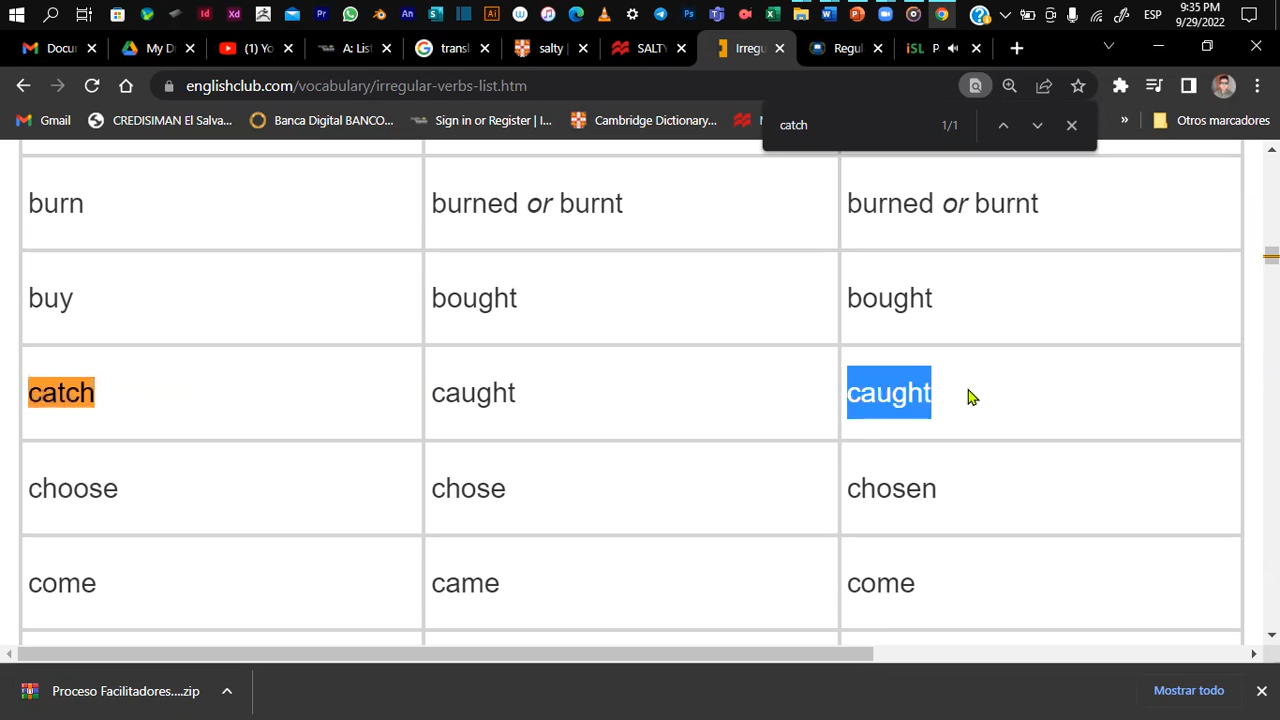 ESP
9:35 PM
9/29/2022
Docun
My D
(1) Yo
A: List
transl
salty |
SALTY
Irregu
Regul
iSL P
englishclub.com/vocabulary/irregular-verbs-list.htm
Gmail
CREDISIMAN El Salva...
Banca Digital BANCO...
Sign in or Register | I...
Cambridge Dictionary...
»
Otros marcadores
catch
1/1
burn
burned or burnt
burned or burnt
buy
bought
bought
catch
caught
caught
choose
chose
chosen
come
came
come
Proceso Facilitadores....zip
Mostrar todo